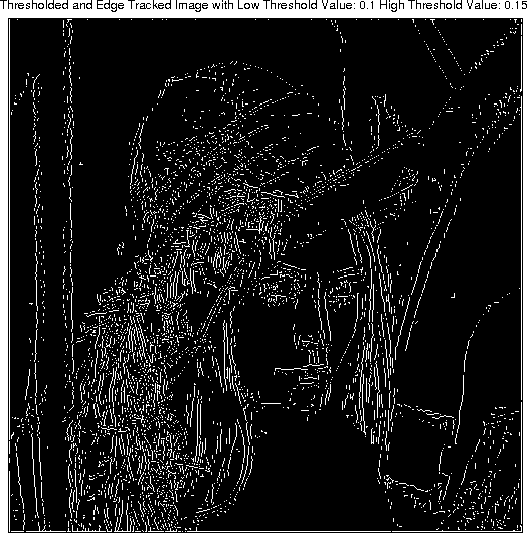 Thresholded and Edge Tracked Image with Low Threshold Value: 0.1 High Threshold Value: 0.15